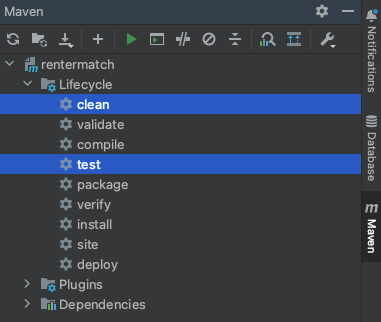 Maven
rentermatch
Lifecycle
clean
validate
compile
test
package
verify
install
site
deploy
Plugins
Dependencies
Notifications
Database
m
Maven